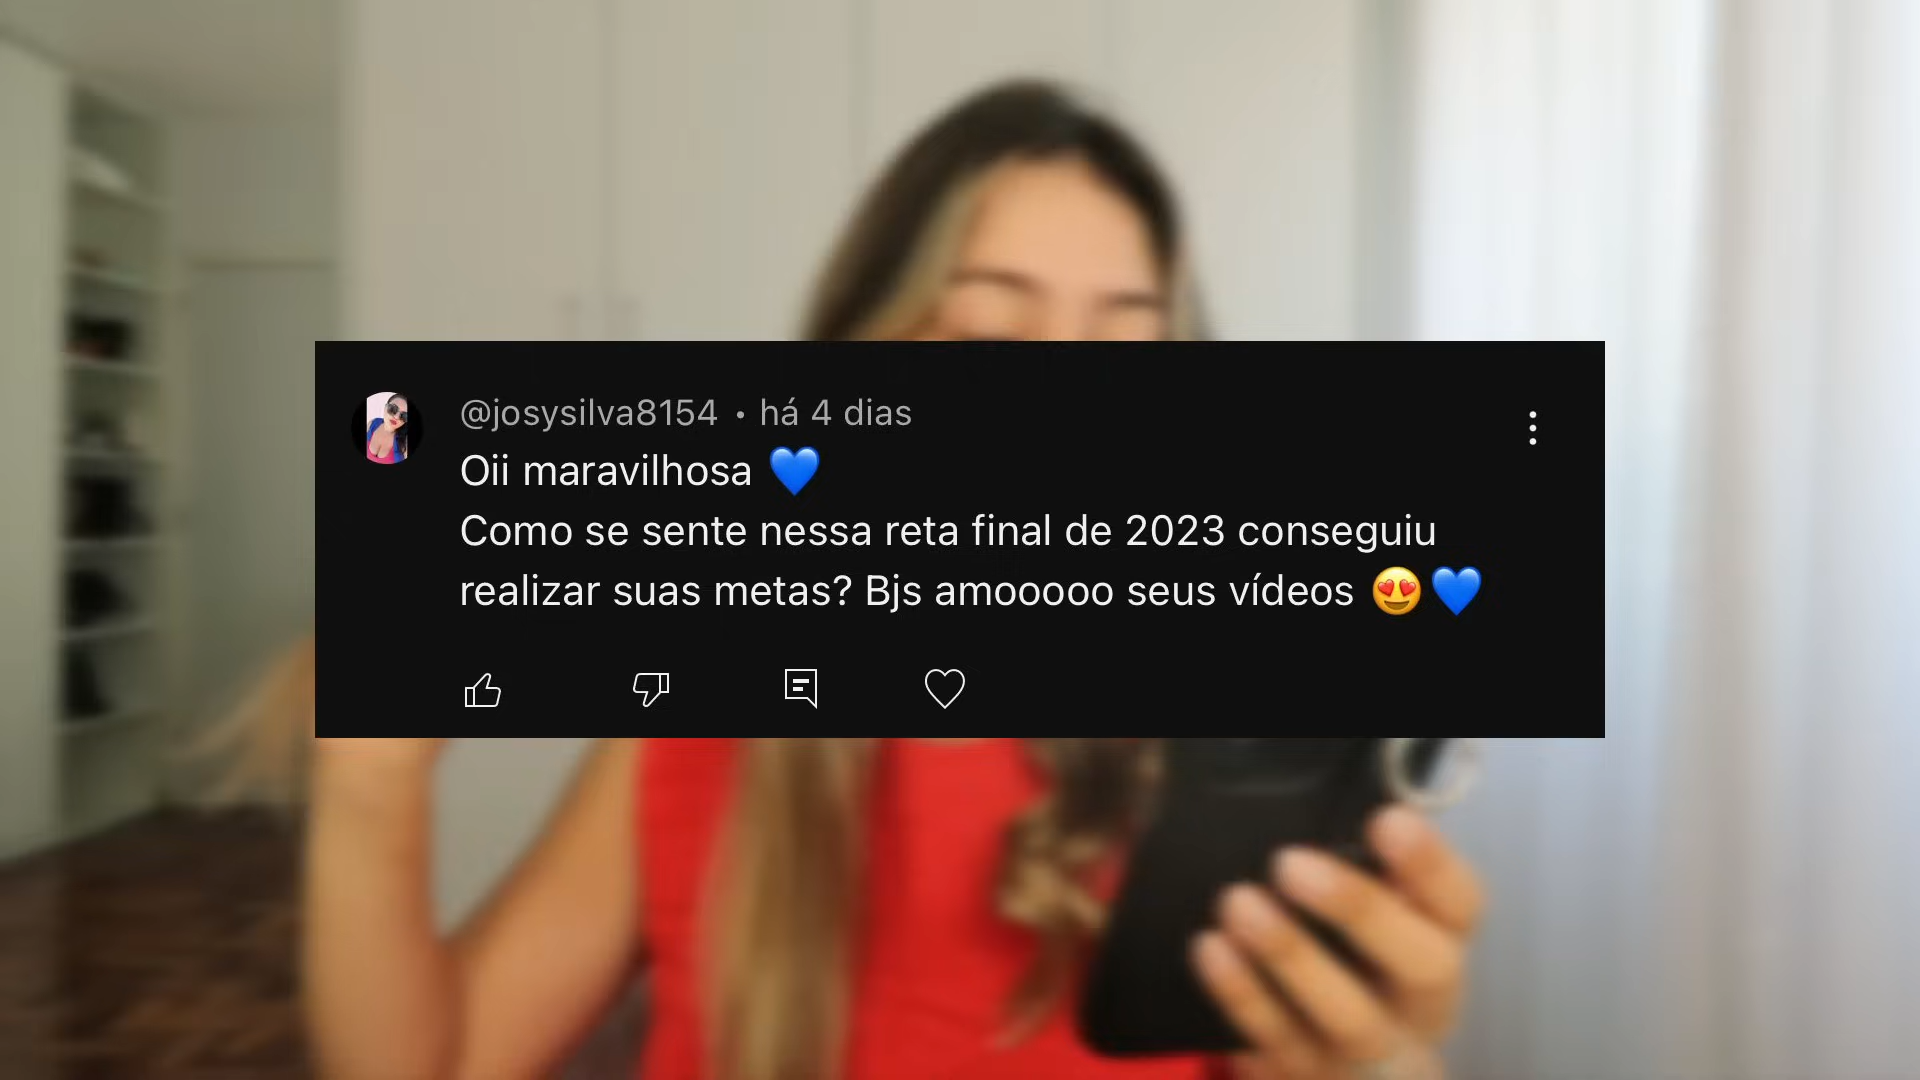 @josysilva8154 • há 4 dias
Oii maravilhosa 💙
Como se sente nessa reta final de 2023 conseguiu
realizar suas metas? Bjs amooooo seus vídeos 😍💙